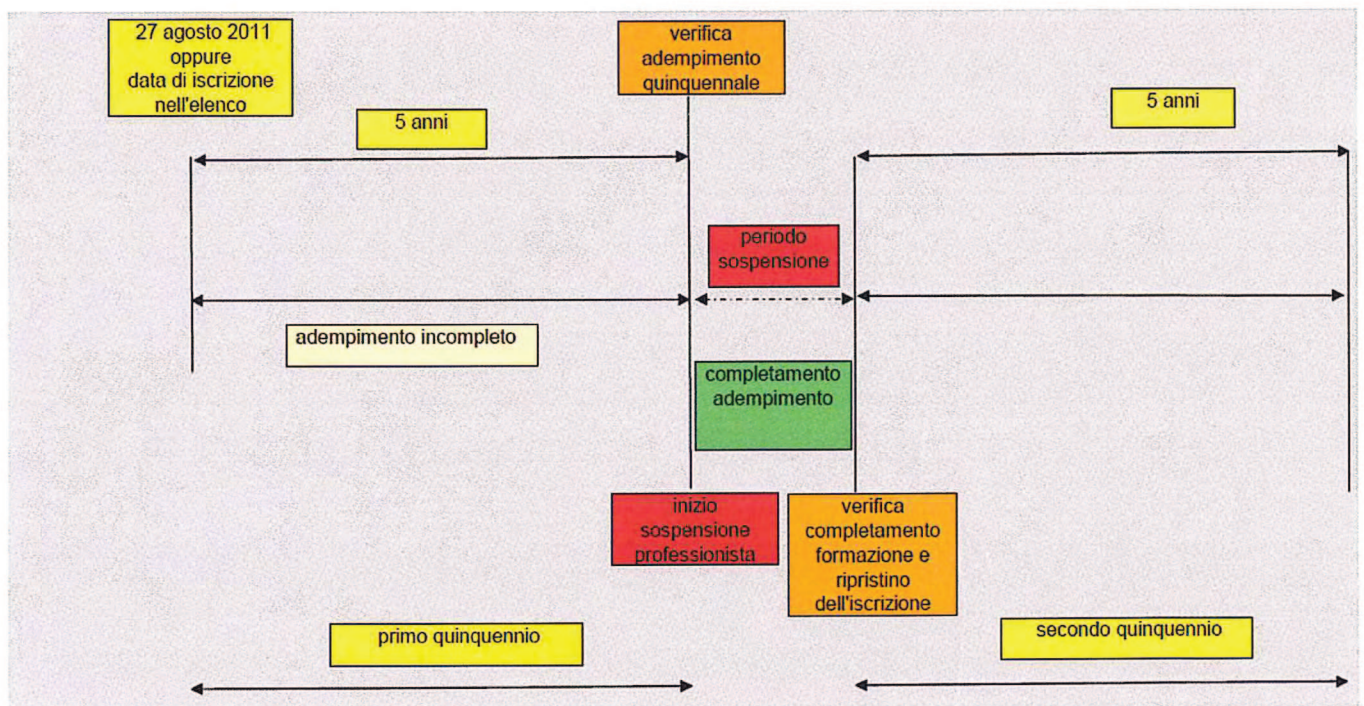 27 agosto 2011
oppure
data di iscrizione
nell'elenco
verifica
adempimento
quinquennale
5 anni
5 anni
periodo
sospensione
adempimento incompleto
completamento
adempimento
inizio
sospensione
professionista
verifica
completamento
formazione e
ripristino
dell'iscrizione
primo quinquennio
secondo quinquennio